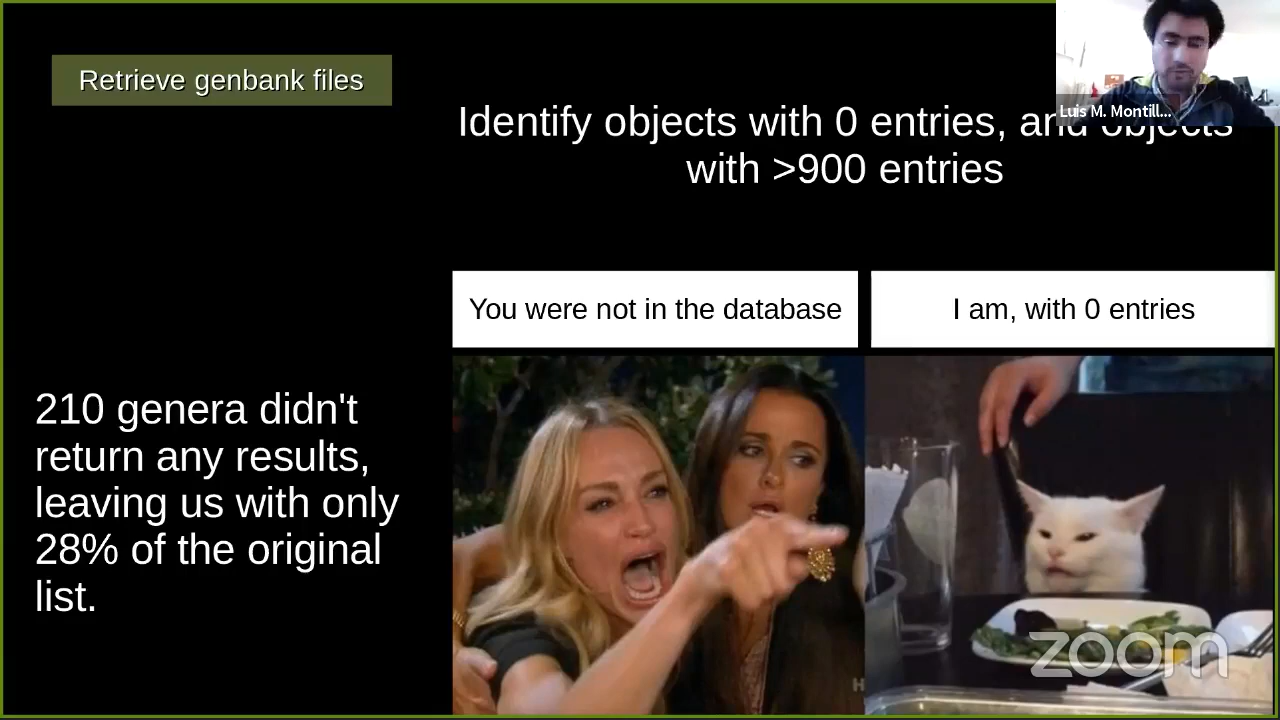 Retrieve genbank files
Luis M. Montill...
Identify objects with 0 entries, and objects
with >900 entries
You were not in the database
I am, with 0 entries
210 genera didn't
return any results,
leaving us with only
28% of the original
list.
zoom